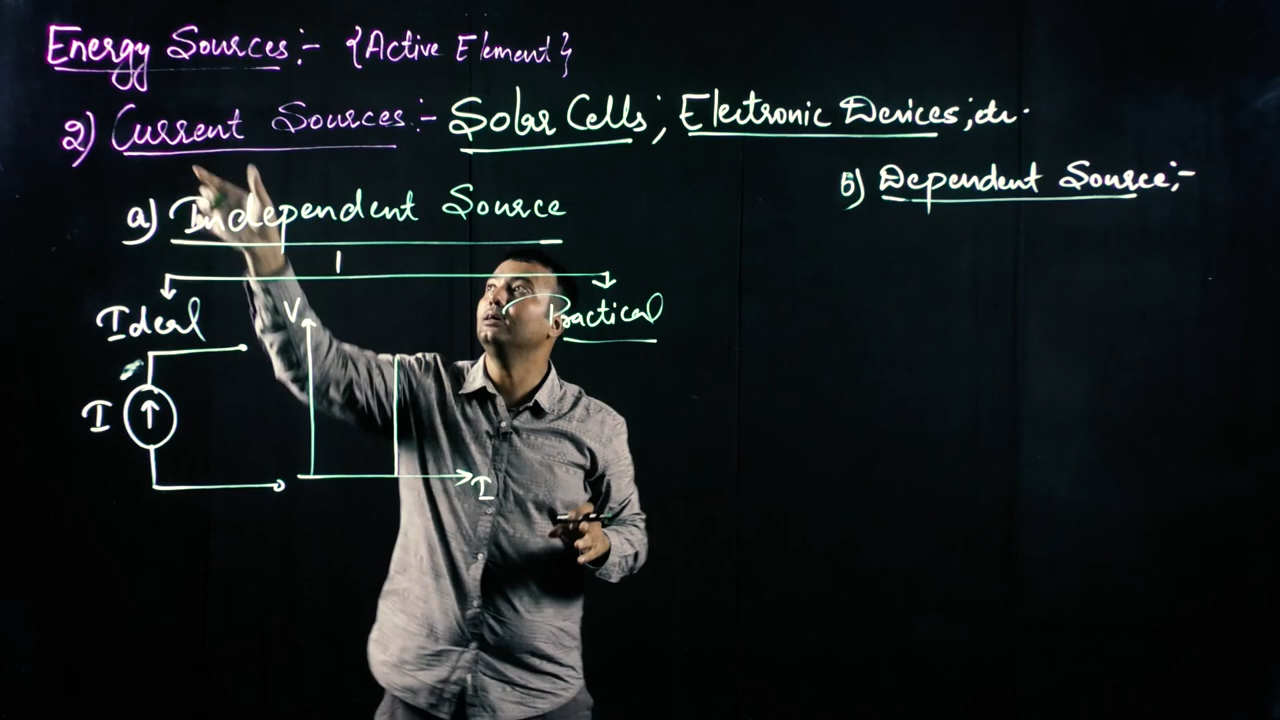 Energy Sources:- {Active Element}
2) Current Sources:- Solar Cells; Electronic Devices; etc.
a) Independent Source
b) Dependent Source:-
Ideal
Practical
V
I
I